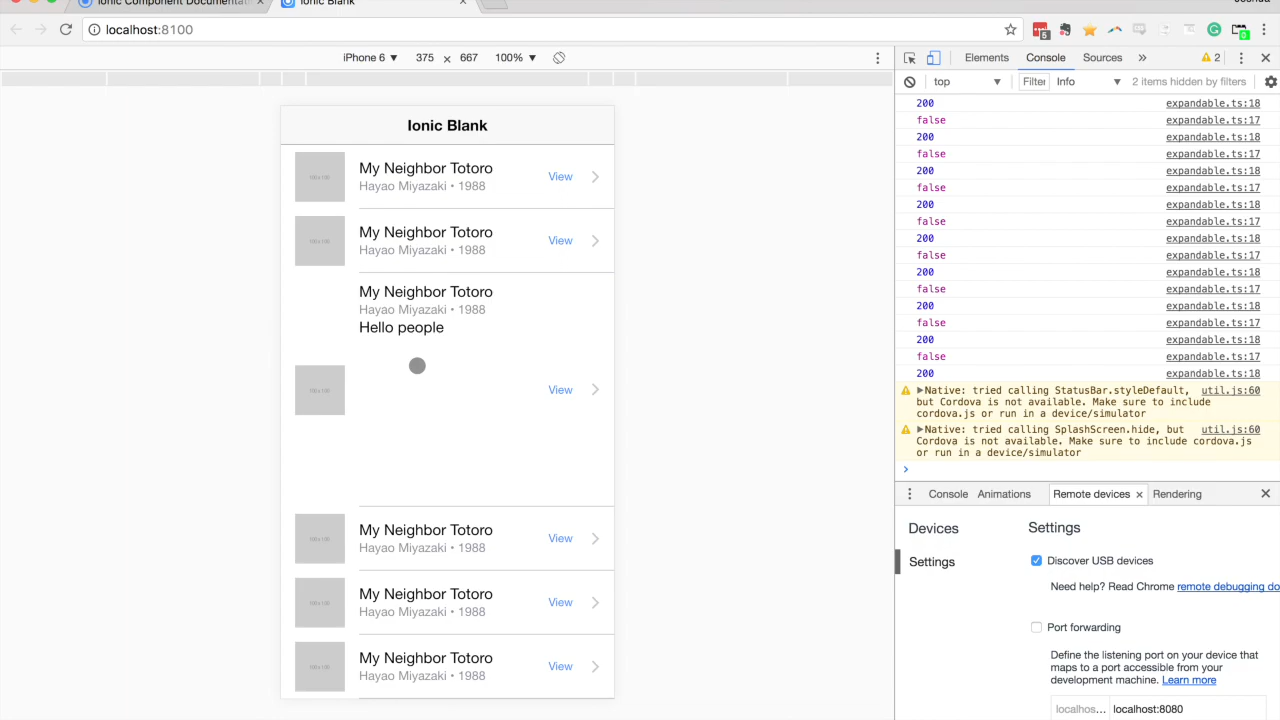 Ionic Component Documentat
Ionic Blank
Joshua
localhost:8100
5
0
iPhone 6 ▼ 375 × 667 100% ▼
Elements Console Sources » 2
top ▼ Filter Info ▼ 2 items hidden by filters
Ionic Blank
My Neighbor Totoro
Hayao Miyazaki • 1988
View
My Neighbor Totoro
Hayao Miyazaki • 1988
View
My Neighbor Totoro
Hayao Miyazaki • 1988
Hello people
View
My Neighbor Totoro
Hayao Miyazaki • 1988
View
My Neighbor Totoro
Hayao Miyazaki • 1988
View
My Neighbor Totoro
Hayao Miyazaki • 1988
View
200 expandable.ts:18
false expandable.ts:17
200 expandable.ts:18
false expandable.ts:17
200 expandable.ts:18
false expandable.ts:17
200 expandable.ts:18
false expandable.ts:17
200 expandable.ts:18
false expandable.ts:17
200 expandable.ts:18
false expandable.ts:17
200 expandable.ts:18
false expandable.ts:17
200 expandable.ts:18
false expandable.ts:17
200 expandable.ts:18
▶Native: tried calling StatusBar.styleDefault, util.js:60
but Cordova is not available. Make sure to include
cordova.js or run in a device/simulator
▶Native: tried calling SplashScreen.hide, but util.js:60
Cordova is not available. Make sure to include cordova.js
or run in a device/simulator
>
Console Animations Remote devices × Rendering
Devices
Settings
Settings
Discover USB devices
Need help? Read Chrome remote debugging do
Port forwarding
Define the listening port on your device that
maps to a port accessible from your
development machine. Learn more
localhos... localhost:8080